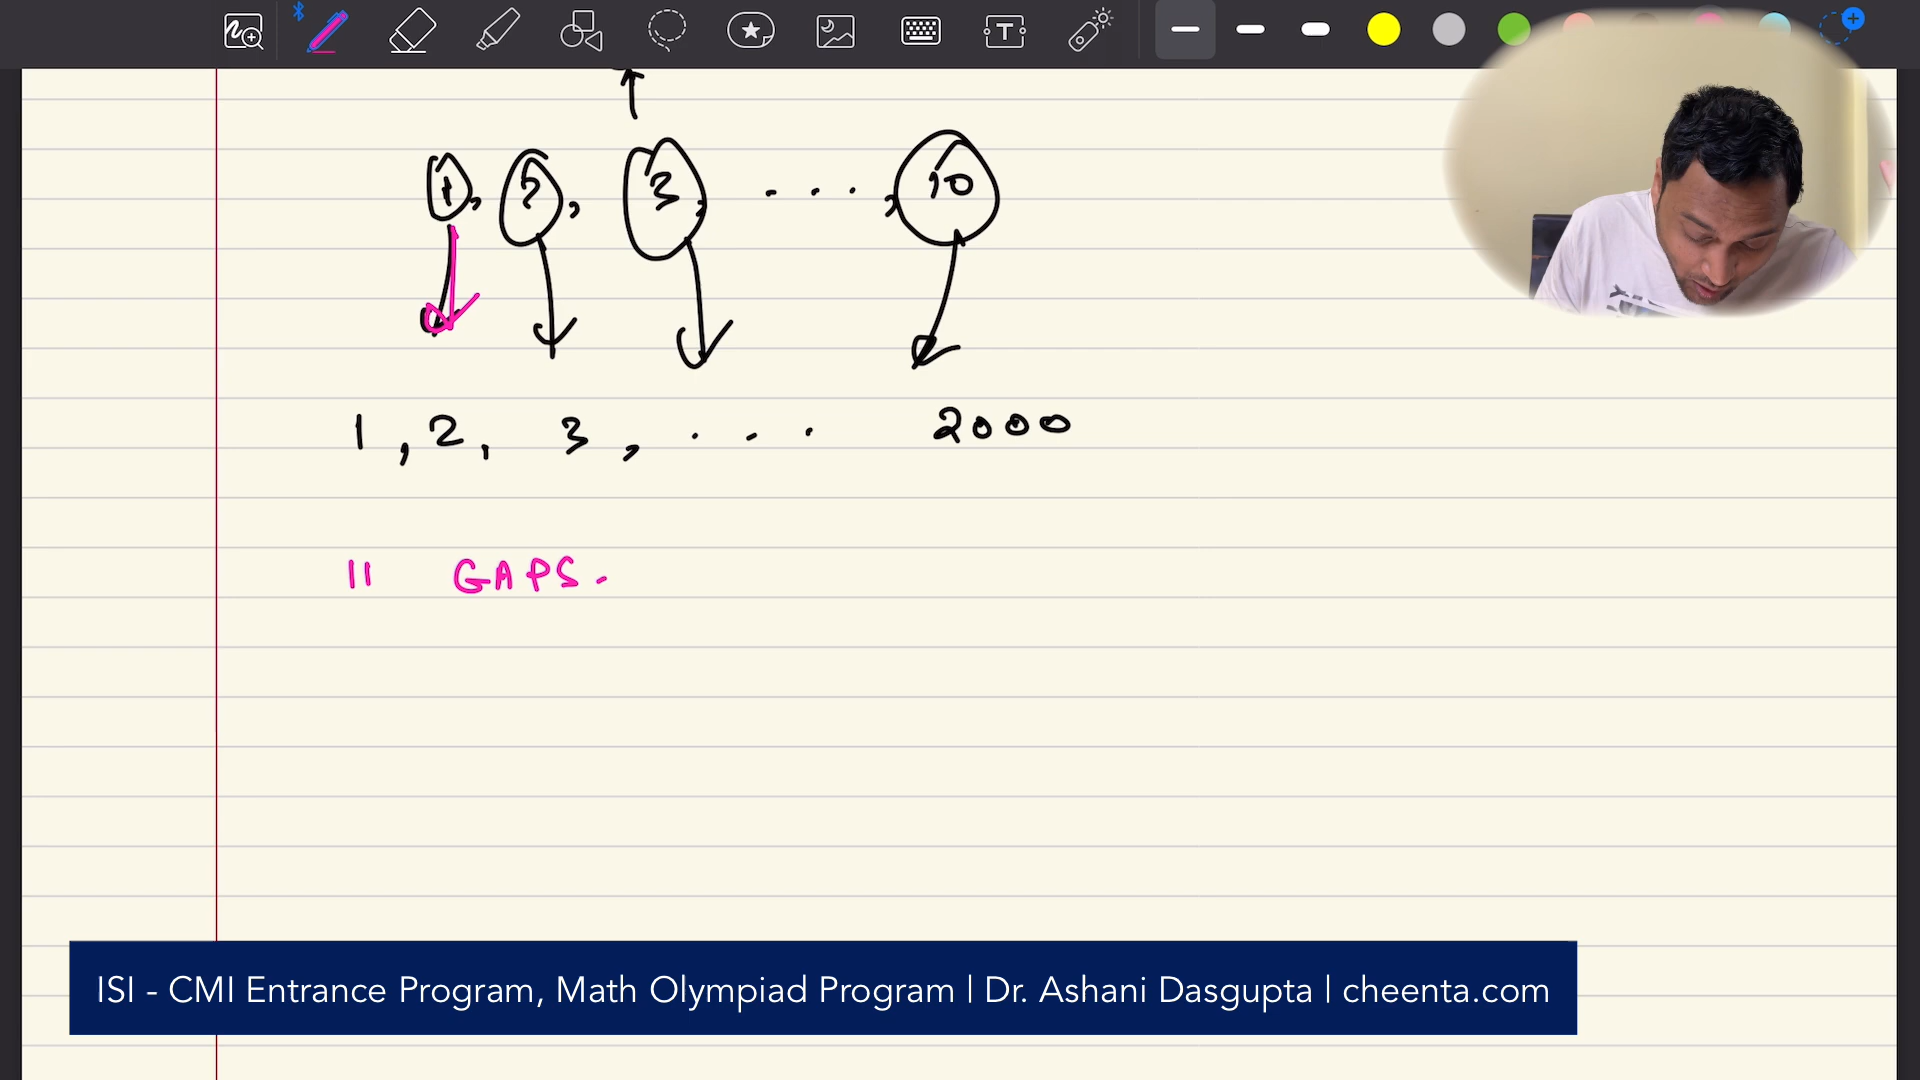 1, 2, 3, . . . , 10
1, 2, 3, . . . 2000
11 GAPS.
ISI - CMI Entrance Program, Math Olympiad Program | Dr. Ashani Dasgupta | cheenta.com